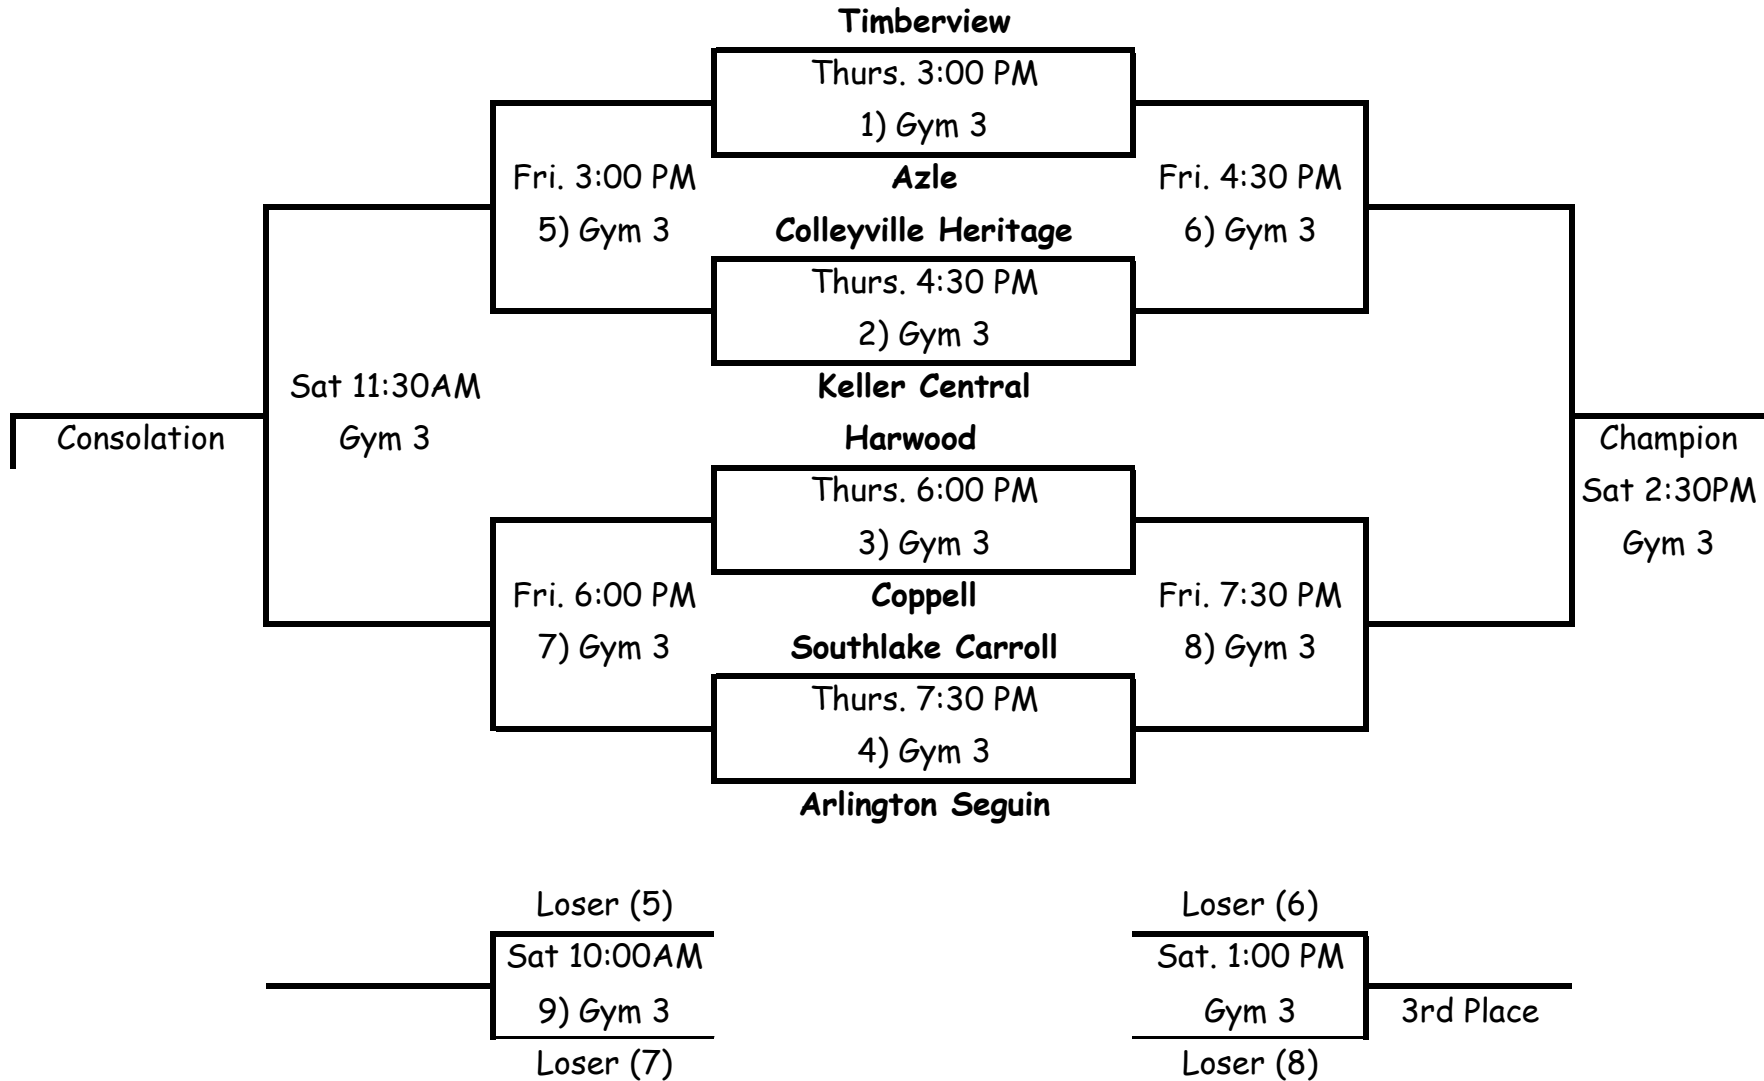 Timberview
Thurs. 3:00 PM
1) Gym 3
Fri. 3:00 PM
Azle
Fri. 4:30 PM
5) Gym 3
Colleyville Heritage
6) Gym 3
Thurs. 4:30 PM
2) Gym 3
Sat 11:30AM
Keller Central
Consolation
Gym 3
Harwood
Champion
Thurs. 6:00 PM
Sat 2:30PM
3) Gym 3
Gym 3
Fri. 6:00 PM
Coppell
Fri. 7:30 PM
7) Gym 3
Southlake Carroll
8) Gym 3
Thurs. 7:30 PM
4) Gym 3
Arlington Seguin
Loser (5)
Loser (6)
Sat 10:00AM
Sat. 1:00 PM
9) Gym 3
Gym 3
3rd Place
Loser (7)
Loser (8)